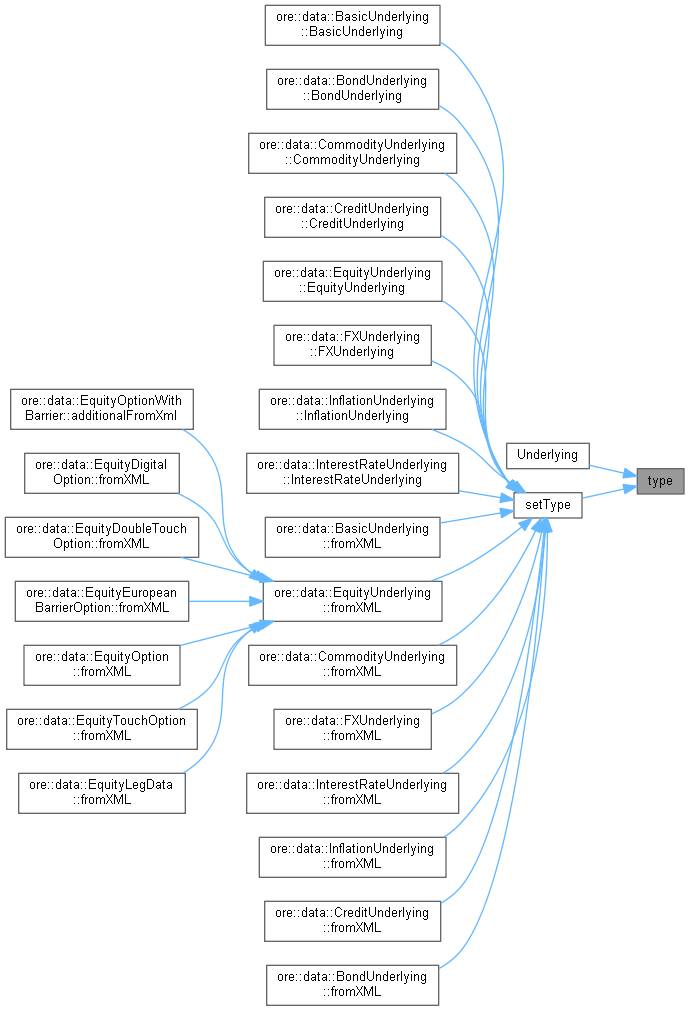 ore::data::BasicUnderlying
::BasicUnderlying
ore::data::BondUnderlying
::BondUnderlying
ore::data::CommodityUnderlying
::CommodityUnderlying
ore::data::CreditUnderlying
::CreditUnderlying
ore::data::EquityUnderlying
::EquityUnderlying
ore::data::FXUnderlying
::FXUnderlying
ore::data::InflationUnderlying
::InflationUnderlying
ore::data::InterestRateUnderlying
::InterestRateUnderlying
ore::data::BasicUnderlying
::fromXML
ore::data::EquityUnderlying
::fromXML
ore::data::CommodityUnderlying
::fromXML
ore::data::FXUnderlying
::fromXML
ore::data::InterestRateUnderlying
::fromXML
ore::data::InflationUnderlying
::fromXML
ore::data::CreditUnderlying
::fromXML
ore::data::BondUnderlying
::fromXML
ore::data::EquityOptionWith
Barrier::additionalFromXml
ore::data::EquityDigital
Option::fromXML
ore::data::EquityDoubleTouch
Option::fromXML
ore::data::EquityEuropean
BarrierOption::fromXML
ore::data::EquityOption
::fromXML
ore::data::EquityTouchOption
::fromXML
ore::data::EquityLegData
::fromXML
Underlying
setType
type